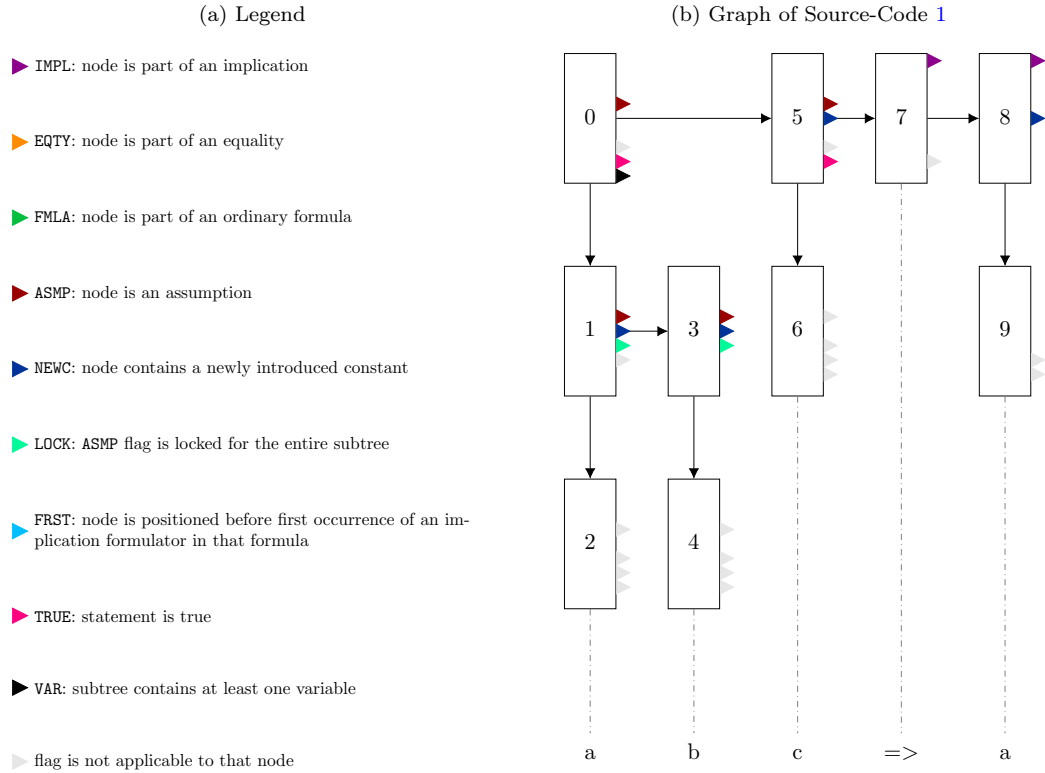 (a) Legend
IMPL: node is part of an implication
EQTY: node is part of an equality
FMLA: node is part of an ordinary formula
ASMP: node is an assumption
NEWC: node contains a newly introduced constant
LOCK: ASMP flag is locked for the entire subtree
FRST: node is positioned before first occurrence of an im-
plication formulator in that formula
TRUE: statement is true
VAR: subtree contains at least one variable
flag is not applicable to that node
(b) Graph of Source-Code 1
0
5
7
8
1
3
6
9
2
4
a
b
c
=>
a